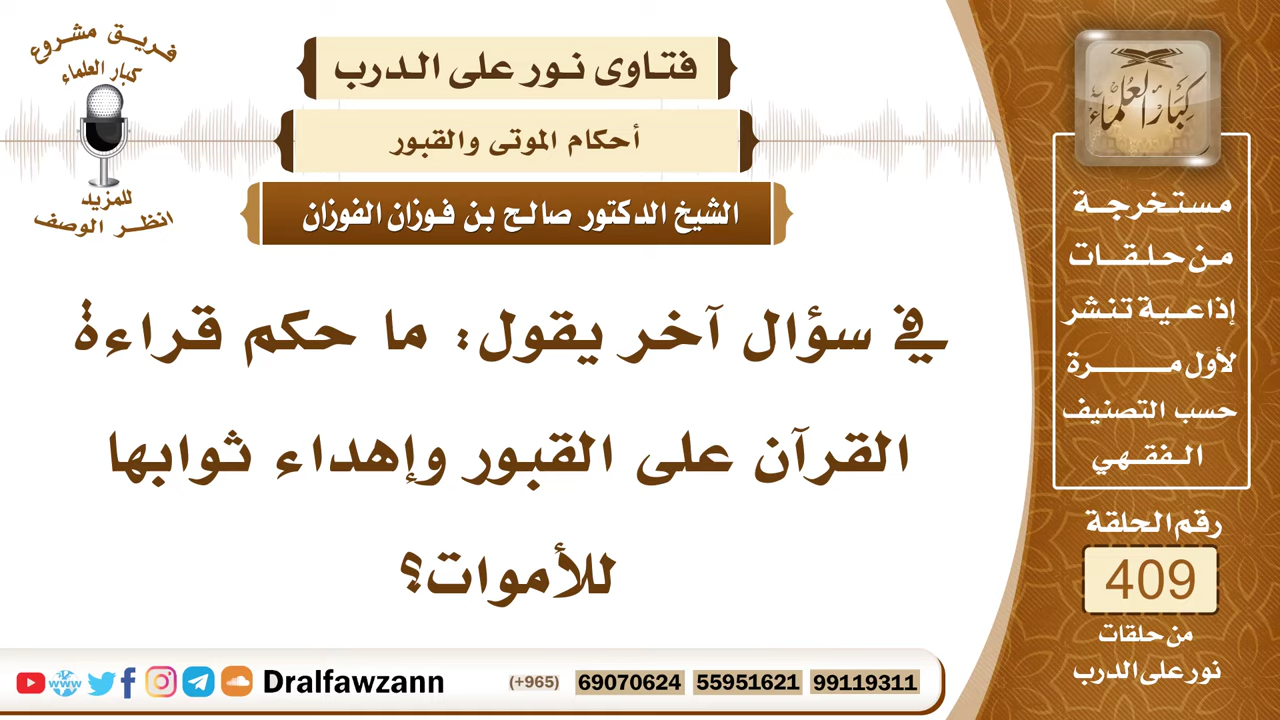 فريق مشروع
كبار العلماء
للمزيد
انظر الوصف
فتاوى نور على الدرب
أحكام الموتى والقبور
الشيخ الدكتور صالح بن فوزان الفوزان
في سؤال آخر يقول: ما حكم قراءة
القرآن على القبور وإهداء ثوابها
للأموات؟
كبار العلماء
مستخرجة
من حلقات
إذاعية تنشر
لأول مرة
حسب التصنيف
الفقهي
رقم الحلقة
409
من حلقات
نور على الدرب
www
Dralfawzann
(+965) 69070624 55951621 99119311